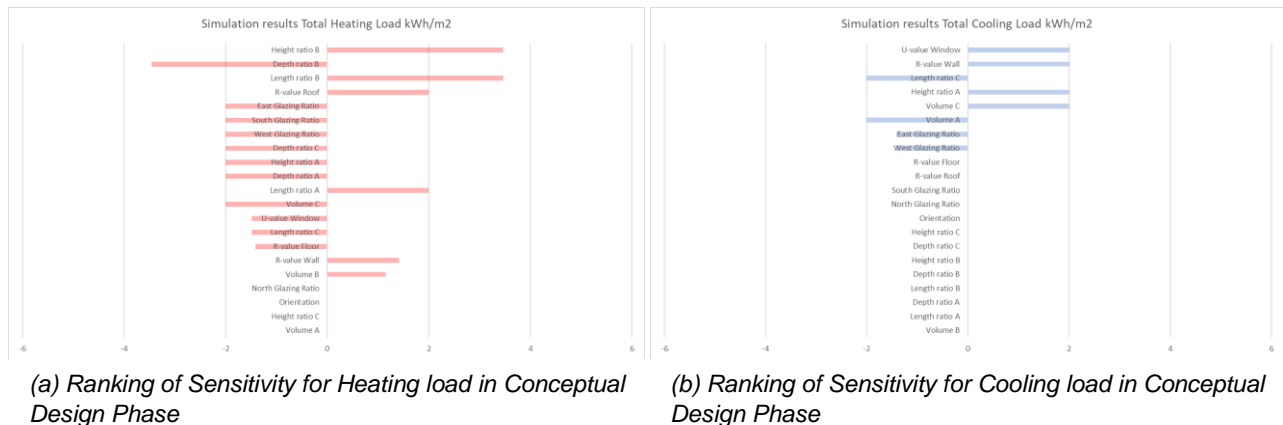 Simulation results Total Heating Load kWh/m2
Height ratio B
Depth ratio B
Length ratio B
R-value Roof
East Glazing Ratio
South Glazing Ratio
West Glazing Ratio
Depth ratio C
Height ratio A
Depth ratio A
Length ratio A
Volume C
U-value Window
Length ratio C
R-value Floor
R-value Wall
Volume B
North Glazing Ratio
Orientation
Height ratio C
Volume A
-6 -4 -2 0 2 4 6
(a) Ranking of Sensitivity for Heating load in Conceptual
Design Phase
Simulation results Total Cooling Load kWh/m2
U-value Window
R-value Wall
Length ratio C
Height ratio A
Volume C
Volume A
East Glazing Ratio
West Glazing Ratio
R-value Floor
R-value Roof
South Glazing Ratio
North Glazing Ratio
Orientation
Height ratio C
Depth ratio C
Height ratio B
Depth ratio B
Length ratio B
Depth ratio A
Length ratio A
Volume B
-6 -4 -2 0 2 4 6
(b) Ranking of Sensitivity for Cooling load in Conceptual
Design Phase